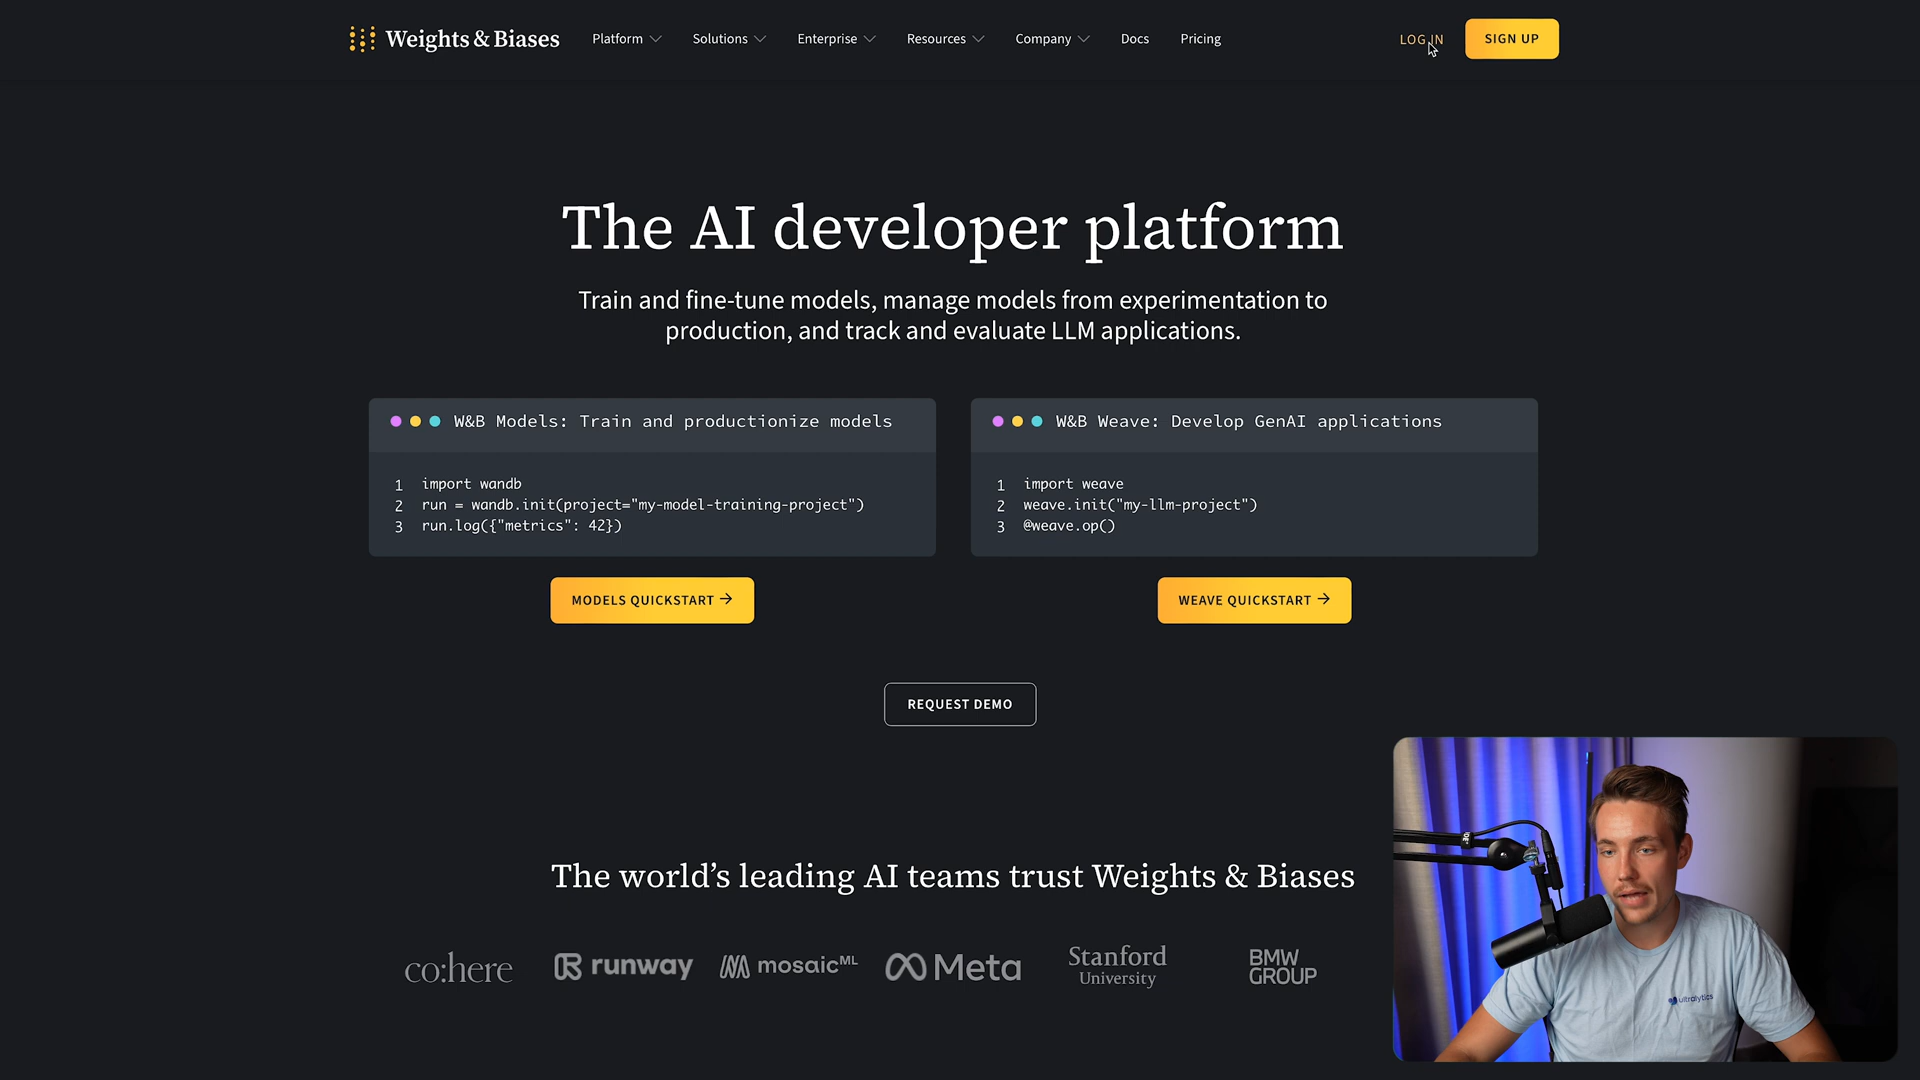 Weights & Biases
Platform
Solutions
Enterprise
Resources
Company
Docs
Pricing
LOG IN
SIGN UP
The AI developer platform
Train and fine-tune models, manage models from experimentation to
production, and track and evaluate LLM applications.
W&B Models: Train and productionize models
1 import wandb
2 run = wandb.init(project="my-model-training-project")
3 run.log({"metrics": 42})
MODELS QUICKSTART →
W&B Weave: Develop GenAI applications
1 import weave
2 weave.init("my-llm-project")
3 @weave.op()
WEAVE QUICKSTART →
REQUEST DEMO
The world’s leading AI teams trust Weights & Biases
co:here
runway
mosaicML
Meta
Stanford
University
BMW
GROUP
ultralytics